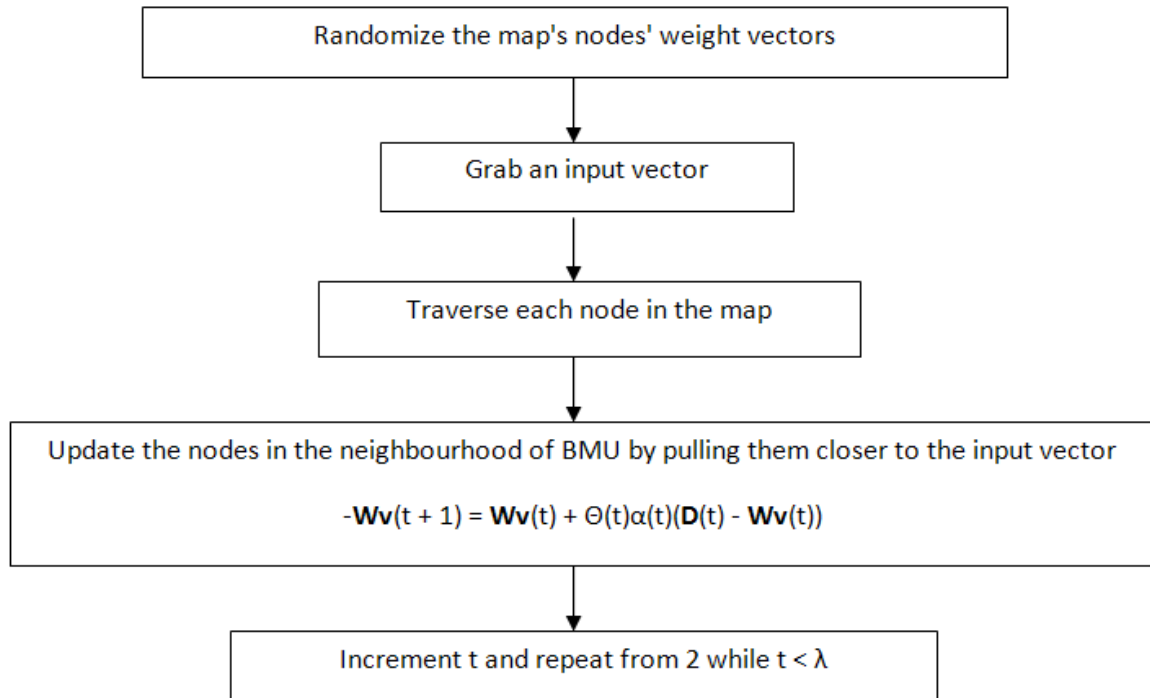 Randomize the map's nodes' weight vectors
Grab an input vector
Traverse each node in the map
Update the nodes in the neighbourhood of BMU by pulling them closer to the input vector
-Wv(t + 1) = Wv(t) + Θ(t)α(t)(D(t) - Wv(t))
Increment t and repeat from 2 while t < λ